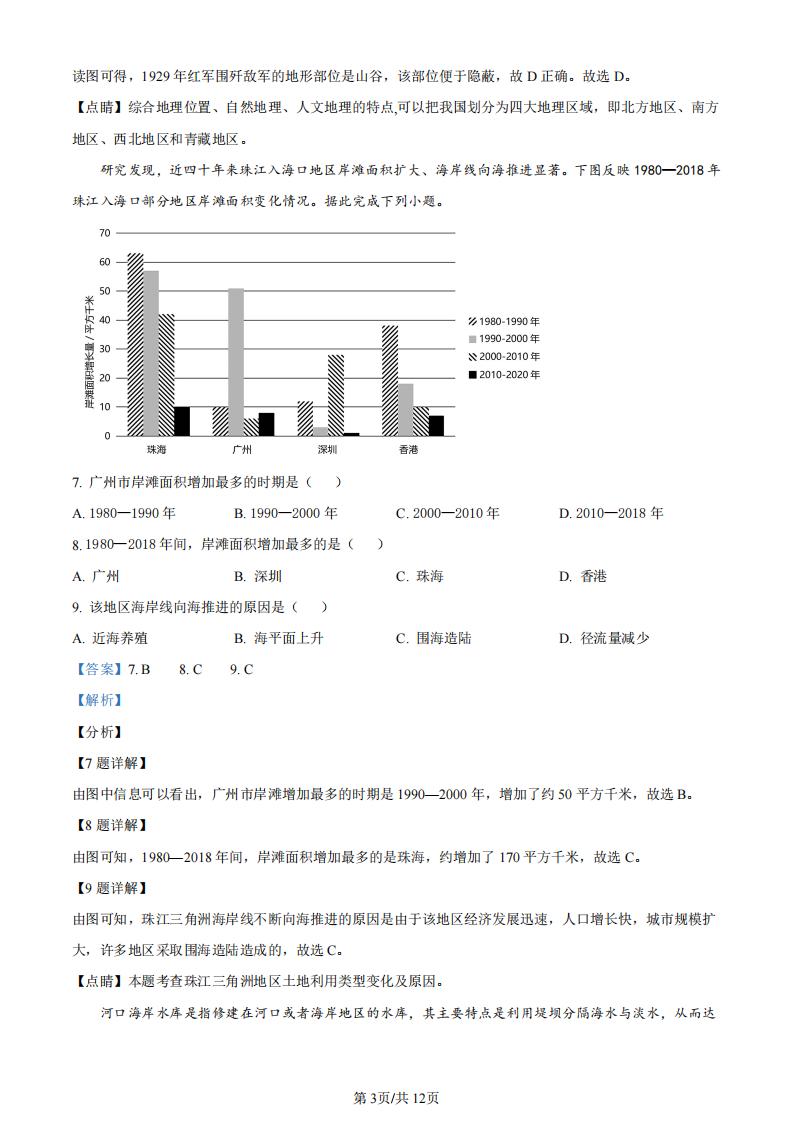 读图可得，1929 年红军围歼敌军的地形部位是山谷，该部位便于隐蔽，故 D 正确。故选 D。
【点睛】综合地理位置、自然地理、人文地理的特点,可以把我国划分为四大地理区域，即北方地区、南方
地区、西北地区和青藏地区。
研究发现，近四十年来珠江入海口地区岸滩面积扩大、海岸线向海推进显著。下图反映 1980—2018 年
珠江入海口部分地区岸滩面积变化情况。据此完成下列小题。
70
60
50
40
30
20
10
0
岸滩面积增长量 / 平方千米
珠海 广州 深圳 香港
1980-1990 年
1990-2000 年
2000-2010 年
2010-2020 年
7. 广州市岸滩面积增加最多的时期是（ ）
A. 1980—1990 年 B. 1990—2000 年 C. 2000—2010 年 D. 2010—2018 年
8. 1980—2018 年间，岸滩面积增加最多的是（ ）
A. 广州 B. 深圳 C. 珠海 D. 香港
9. 该地区海岸线向海推进的原因是（ ）
A. 近海养殖 B. 海平面上升 C. 围海造陆 D. 径流量减少
【答案】7. B 8. C 9. C
【解析】
【分析】
【7 题详解】
由图中信息可以看出，广州市岸滩增加最多的时期是 1990—2000 年，增加了约 50 平方千米，故选 B。
【8 题详解】
由图可知，1980—2018 年间，岸滩面积增加最多的是珠海，约增加了 170 平方千米，故选 C。
【9 题详解】
由图可知，珠江三角洲海岸线不断向海推进的原因是由于该地区经济发展迅速，人口增长快，城市规模扩
大，许多地区采取围海造陆造成的，故选 C。
【点睛】本题考查珠江三角洲地区土地利用类型变化及原因。
河口海岸水库是指修建在河口或者海岸地区的水库，其主要特点是利用堤坝分隔海水与淡水，从而达
第 3页/共 12页